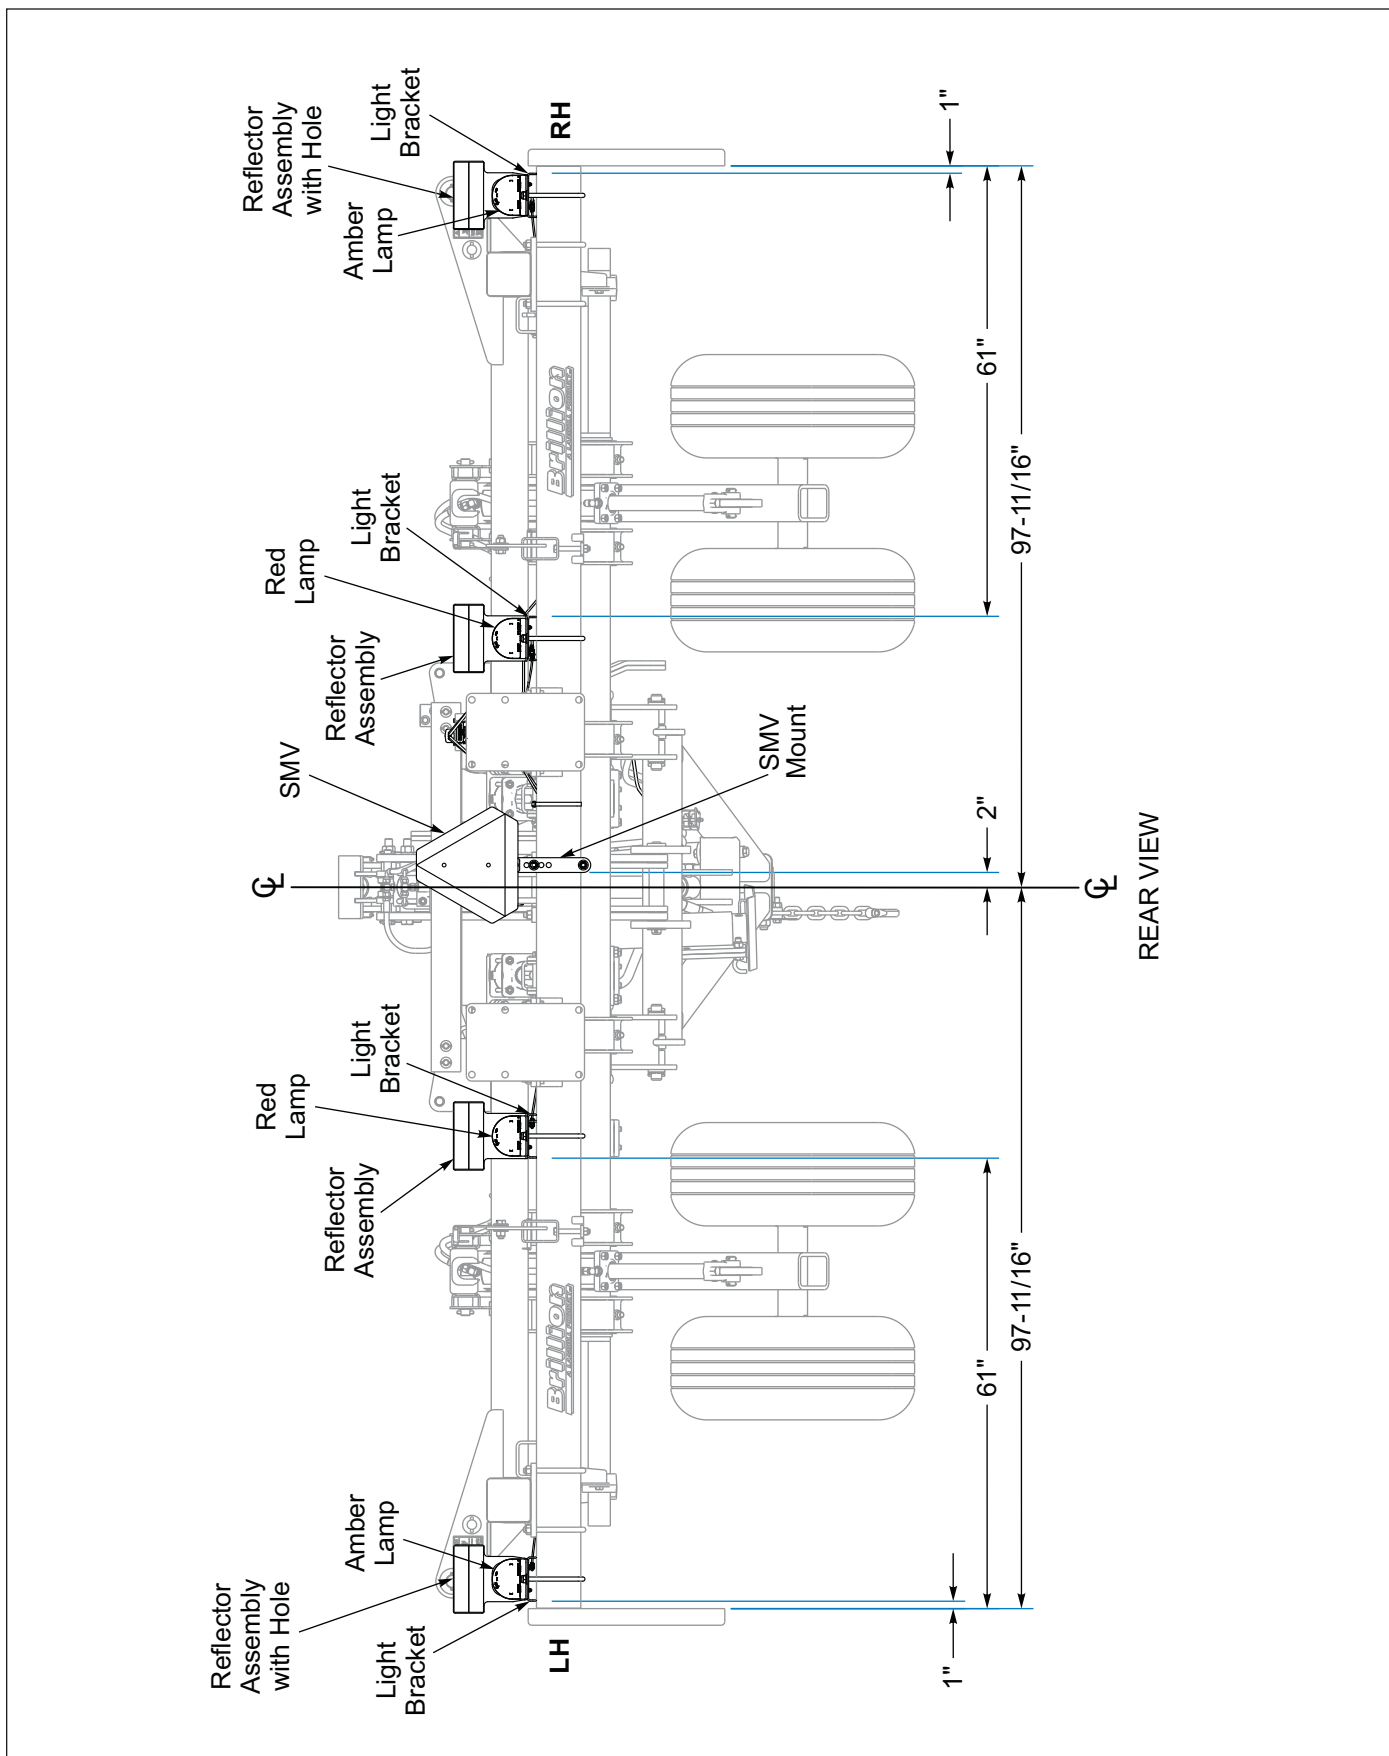 Reflector
Assembly
with Hole
Amber
Lamp
Light
Bracket
Reflector
Assembly
Red
Lamp
Light
Bracket
CL
SMV
Reflector
Assembly
Red
Lamp
Light
Bracket
Reflector
Assembly
with Hole
Amber
Lamp
Light
Bracket
LH
Brillion
Brillion
RH
SMV
Mount
1"
2"
1"
61"
61"
97-11/16"
97-11/16"
CL
REAR VIEW